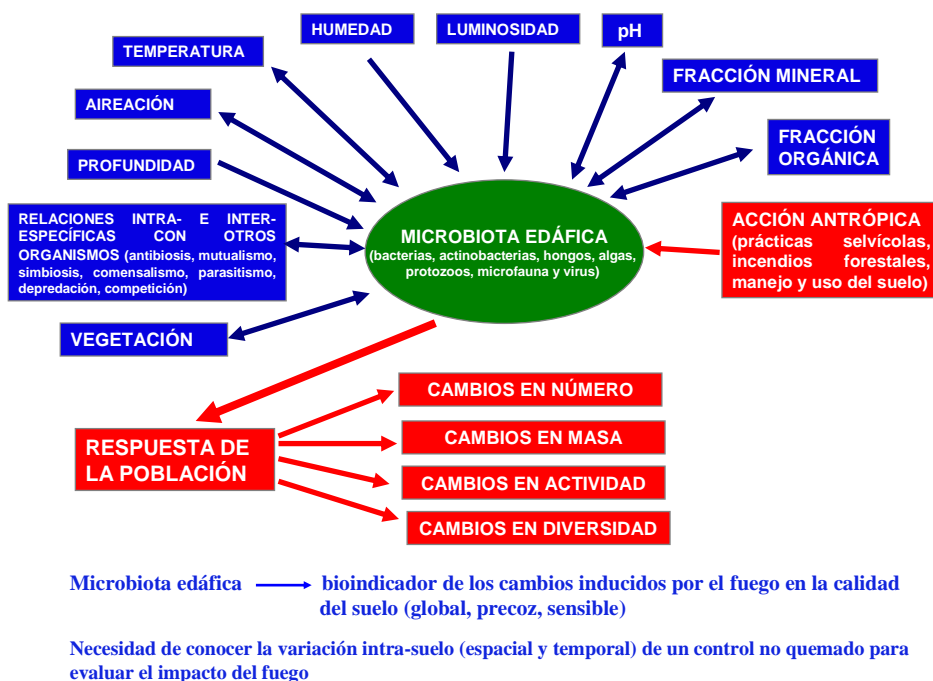 HUMEDAD
LUMINOSIDAD
pH
TEMPERATURA
FRACCIÓN MINERAL
AIREACIÓN
FRACCIÓN
ORGÁNICA
PROFUNDIDAD
RELACIONES INTRA- E INTER-
ESPECÍFICAS CON OTROS
ORGANISMOS (antibiosis, mutualismo,
simbiosis, comensalismo, parasitismo,
depredación, competición)
MICROBIOTA EDÁFICA
(bacterias, actinobacterias, hongos, algas,
protozoos, microfauna y virus)
ACCIÓN ANTRÓPICA
(prácticas selvícolas,
incendios forestales,
manejo y uso del suelo)
VEGETACIÓN
RESPUESTA DE
LA POBLACIÓN
CAMBIOS EN NÚMERO
CAMBIOS EN MASA
CAMBIOS EN ACTIVIDAD
CAMBIOS EN DIVERSIDAD
Microbiota edáfica → bioindicador de los cambios inducidos por el fuego en la calidad
del suelo (global, precoz, sensible)
Necesidad de conocer la variación intra-suelo (espacial y temporal) de un control no quemado para
evaluar el impacto del fuego